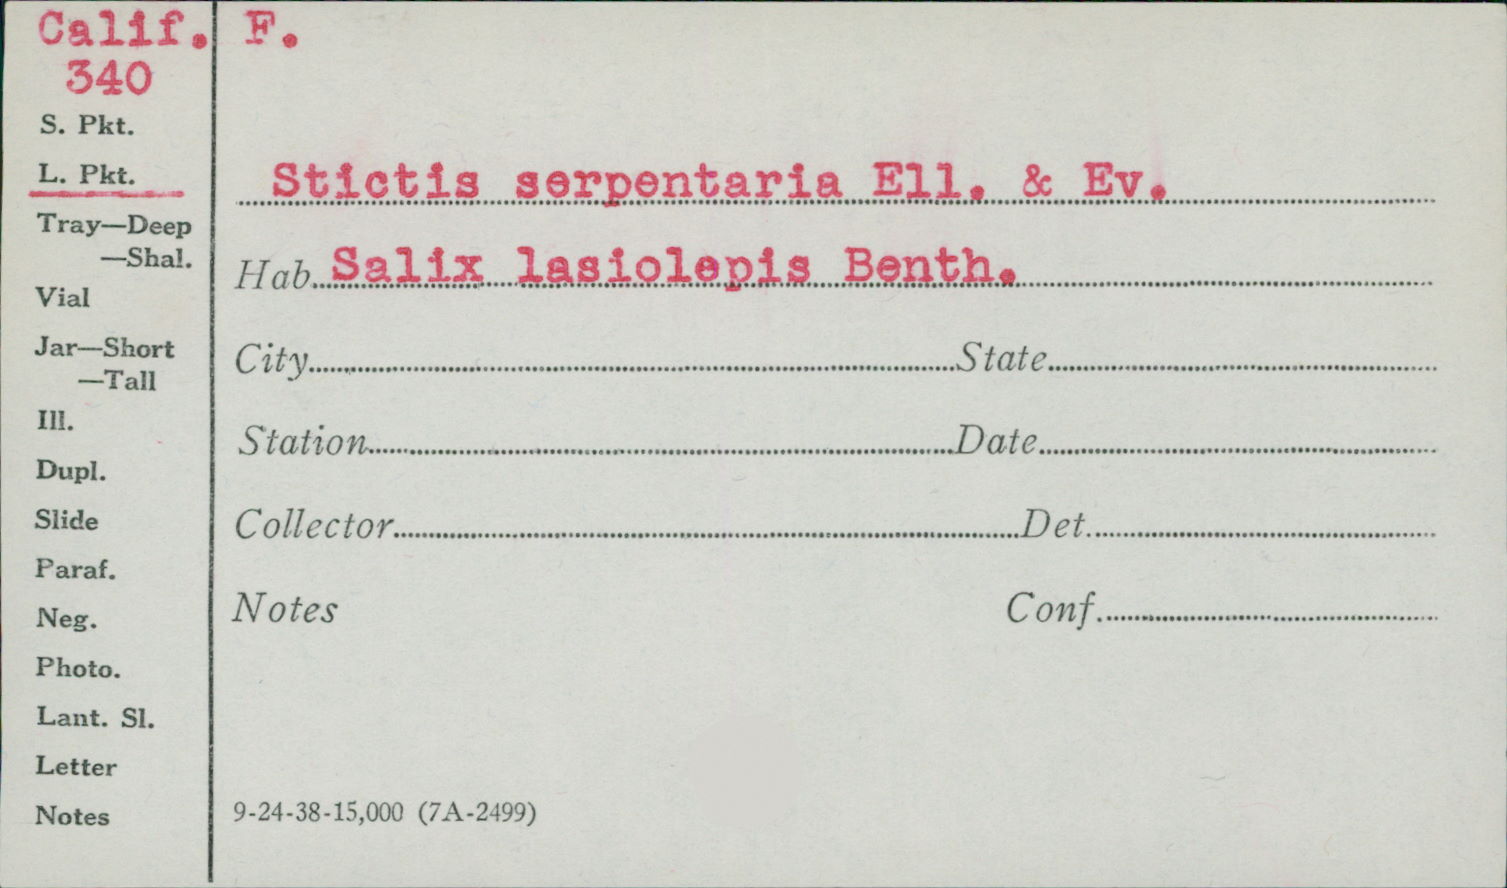 Calif. F.
340
S. Pkt.
L. Pkt.
Tray—Deep
—Shal.
Vial
Jar—Short
—Tall
Ill.
Dupl.
Slide
Paraf.
Neg.
Photo.
Lant. Sl.
Letter
Notes
Stictis serpentaria Ell. & Ev.
Hab. Salix lasiolepis Benth.
City State
Station Date
Collector Det.
Notes Conf.
9-24-38-15,000 (7A-2499)